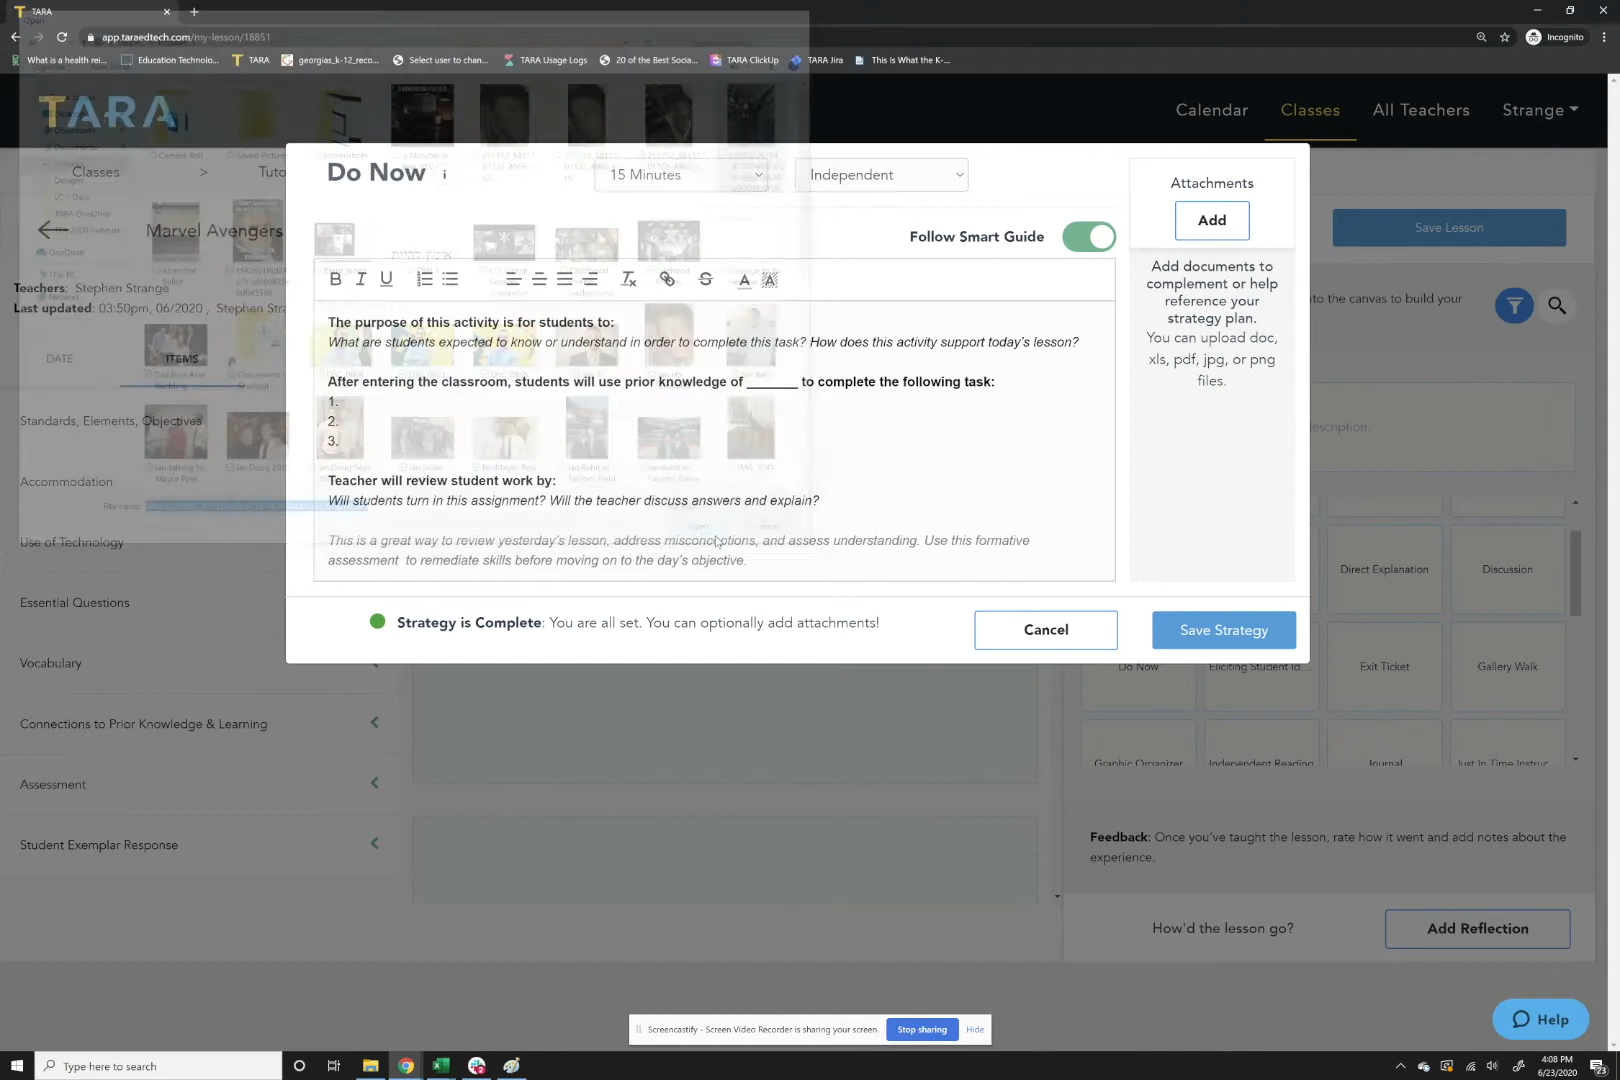 TARA
app.taraedtech.com/my-lesson/18851
Incognito
What is a health rei...
Education Technolo...
TARA
georgias_k-12_reco...
Select user to chan...
TARA Usage Logs
20 of the Best Socia...
TARA ClickUp
TARA Jira
This Is What the K-...
TARA
Calendar
Classes
All Teachers
Strange
Classes
>
Tuto
Do Now
i
15 Minutes
Independent
Attachments
Add
Marvel Avengers
Save Lesson
Follow Smart Guide
Add documents to
complement or help
reference your
strategy plan.
You can upload doc,
xls, pdf, jpg, or png
files.
Teachers: Stephen Strange
Last updated: 03:50pm, 06/2020 , Stephen Stra
nto the canvas to build your
DATE
ITEMS
The purpose of this activity is for students to:
What are students expected to know or understand in order to complete this task? How does this activity support today's lesson?
After entering the classroom, students will use prior knowledge of _______ to complete the following task:
1.
2.
3.
Teacher will review student work by:
Will students turn in this assignment? Will the teacher discuss answers and explain?
This is a great way to review yesterday's lesson, address misconceptions, and assess understanding. Use this formative
assessment to remediate skills before moving on to the day's objective.
Standards, Elements, Objectives
Accommodation
File name:
Use of Technology
Essential Questions
Vocabulary
Connections to Prior Knowledge & Learning
Assessment
Student Exemplar Response
Strategy is Complete: You are all set. You can optionally add attachments!
Cancel
Save Strategy
escription.
Direct Explanation
Discussion
Do Now
Eliciting Student Id...
Exit Ticket
Gallery Walk
Graphic Organizer
Independent Reading
Journal
Just In Time Instruc...
Feedback: Once you've taught the lesson, rate how it went and add notes about the
experience.
How'd the lesson go?
Add Reflection
Help
Screencastify - Screen Video Recorder is sharing your screen.
Stop sharing
Hide
Type here to search
4:08 PM
6/23/2020
23